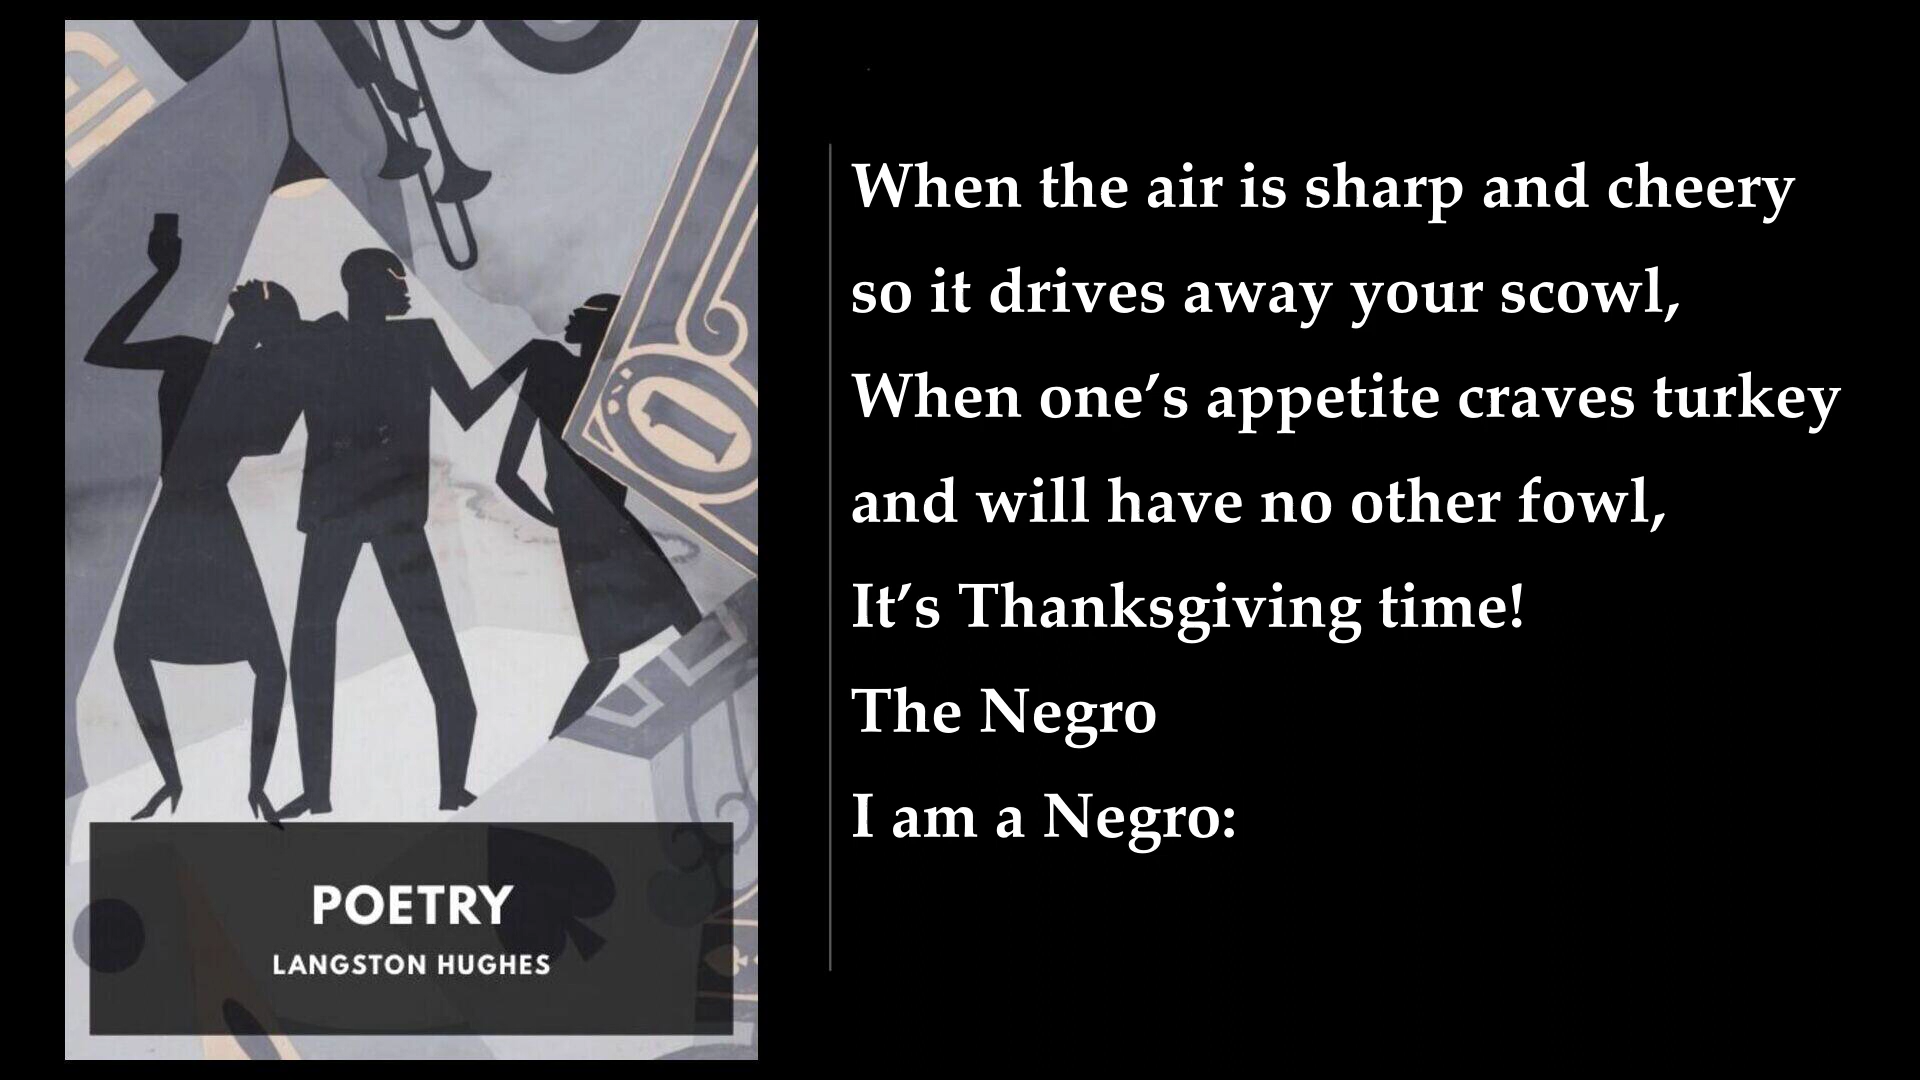 When the air is sharp and cheery
so it drives away your scowl,
When one’s appetite craves turkey
and will have no other fowl,
It’s Thanksgiving time!
The Negro
I am a Negro:
POETRY
LANGSTON HUGHES